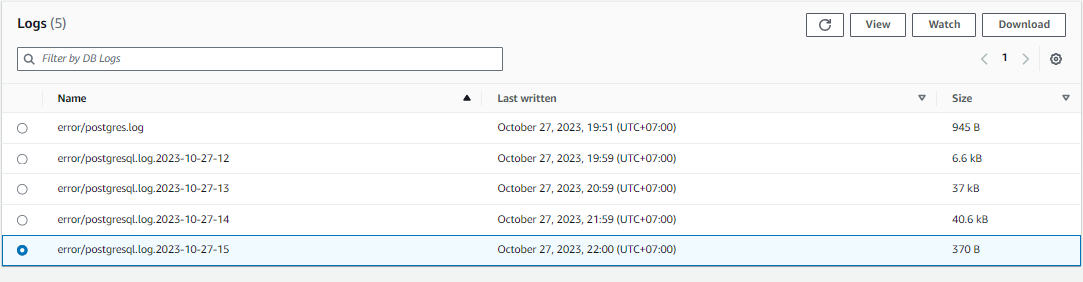 Logs (5)
View
Watch
Download
Filter by DB Logs
1
Name Last written Size
error/postgres.log October 27, 2023, 19:51 (UTC+07:00) 945 B
error/postgresql.log.2023-10-27-12 October 27, 2023, 19:59 (UTC+07:00) 6.6 kB
error/postgresql.log.2023-10-27-13 October 27, 2023, 20:59 (UTC+07:00) 37 kB
error/postgresql.log.2023-10-27-14 October 27, 2023, 21:59 (UTC+07:00) 40.6 kB
error/postgresql.log.2023-10-27-15 October 27, 2023, 22:00 (UTC+07:00) 370 B